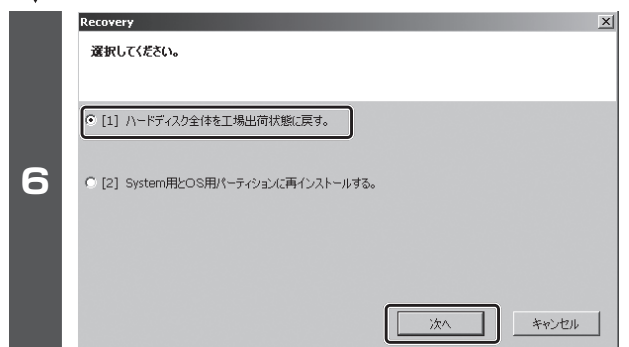 Recovery
選択してください。
[1] ハードディスク全体を工場出荷状態に戻す。
6
[2] System用とOS用パーティションに再インストールする。
次へ
キャンセル